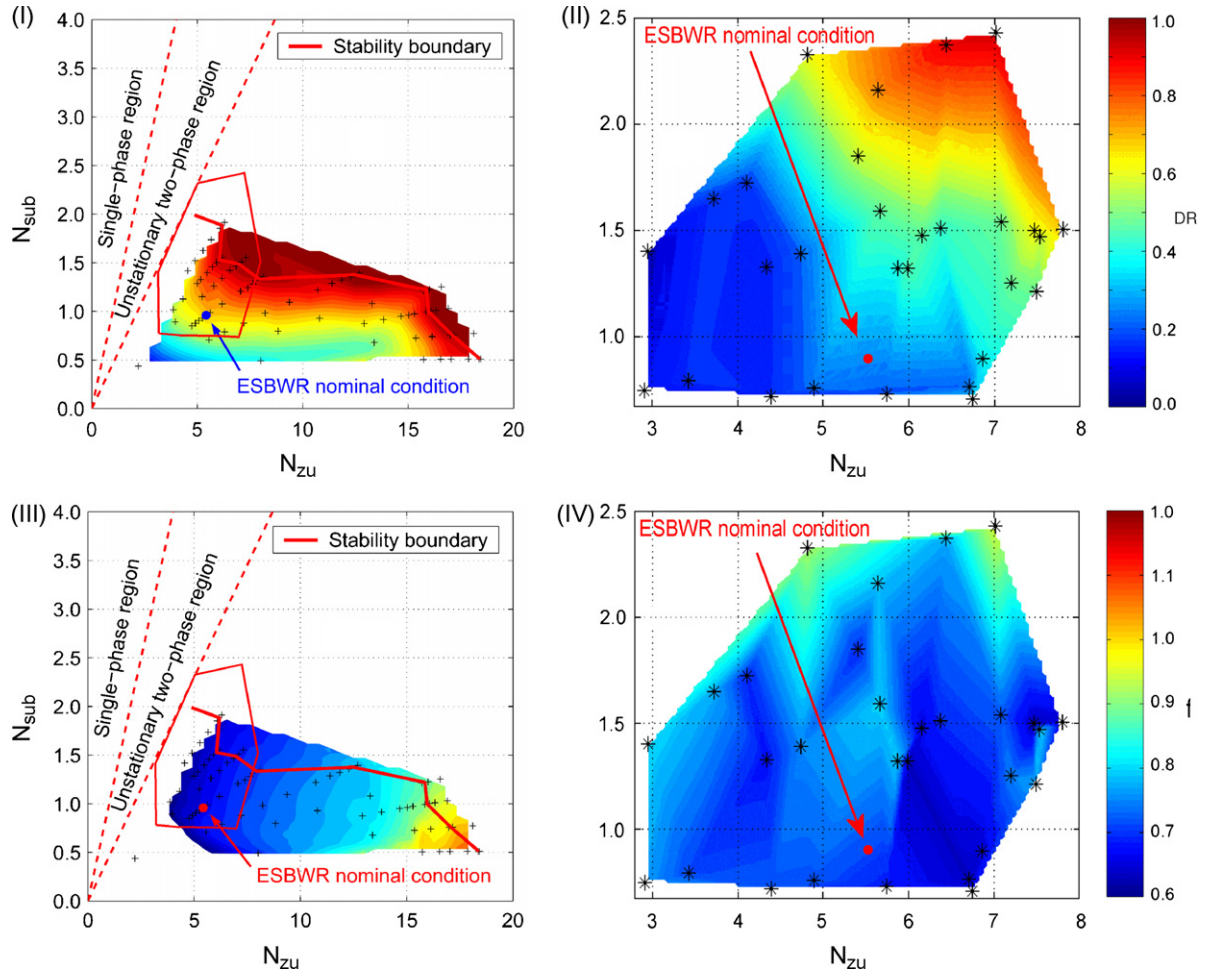 (I)
4.0
3.5
3.0
2.5
2.0
1.5
1.0
0.5
0.0
N_sub
Single-phase region
Unstationary two-phase region
Stability boundary
ESBWR nominal condition
0 5 10 15 20
N_zu
(II)
2.5
2.0
1.5
1.0
ESBWR nominal condition
3 4 5 6 7 8
N_zu
1.0
0.8
0.6
0.4
0.2
0.0
DR
(III)
4.0
3.5
3.0
2.5
2.0
1.5
1.0
0.5
0.0
N_sub
Single-phase region
Unstationary two-phase region
Stability boundary
ESBWR nominal condition
0 5 10 15 20
N_zu
(IV)
2.5
2.0
1.5
1.0
ESBWR nominal condition
3 4 5 6 7 8
N_zu
1.0
1.1
1.0
0.9
0.8
0.7
0.6
f